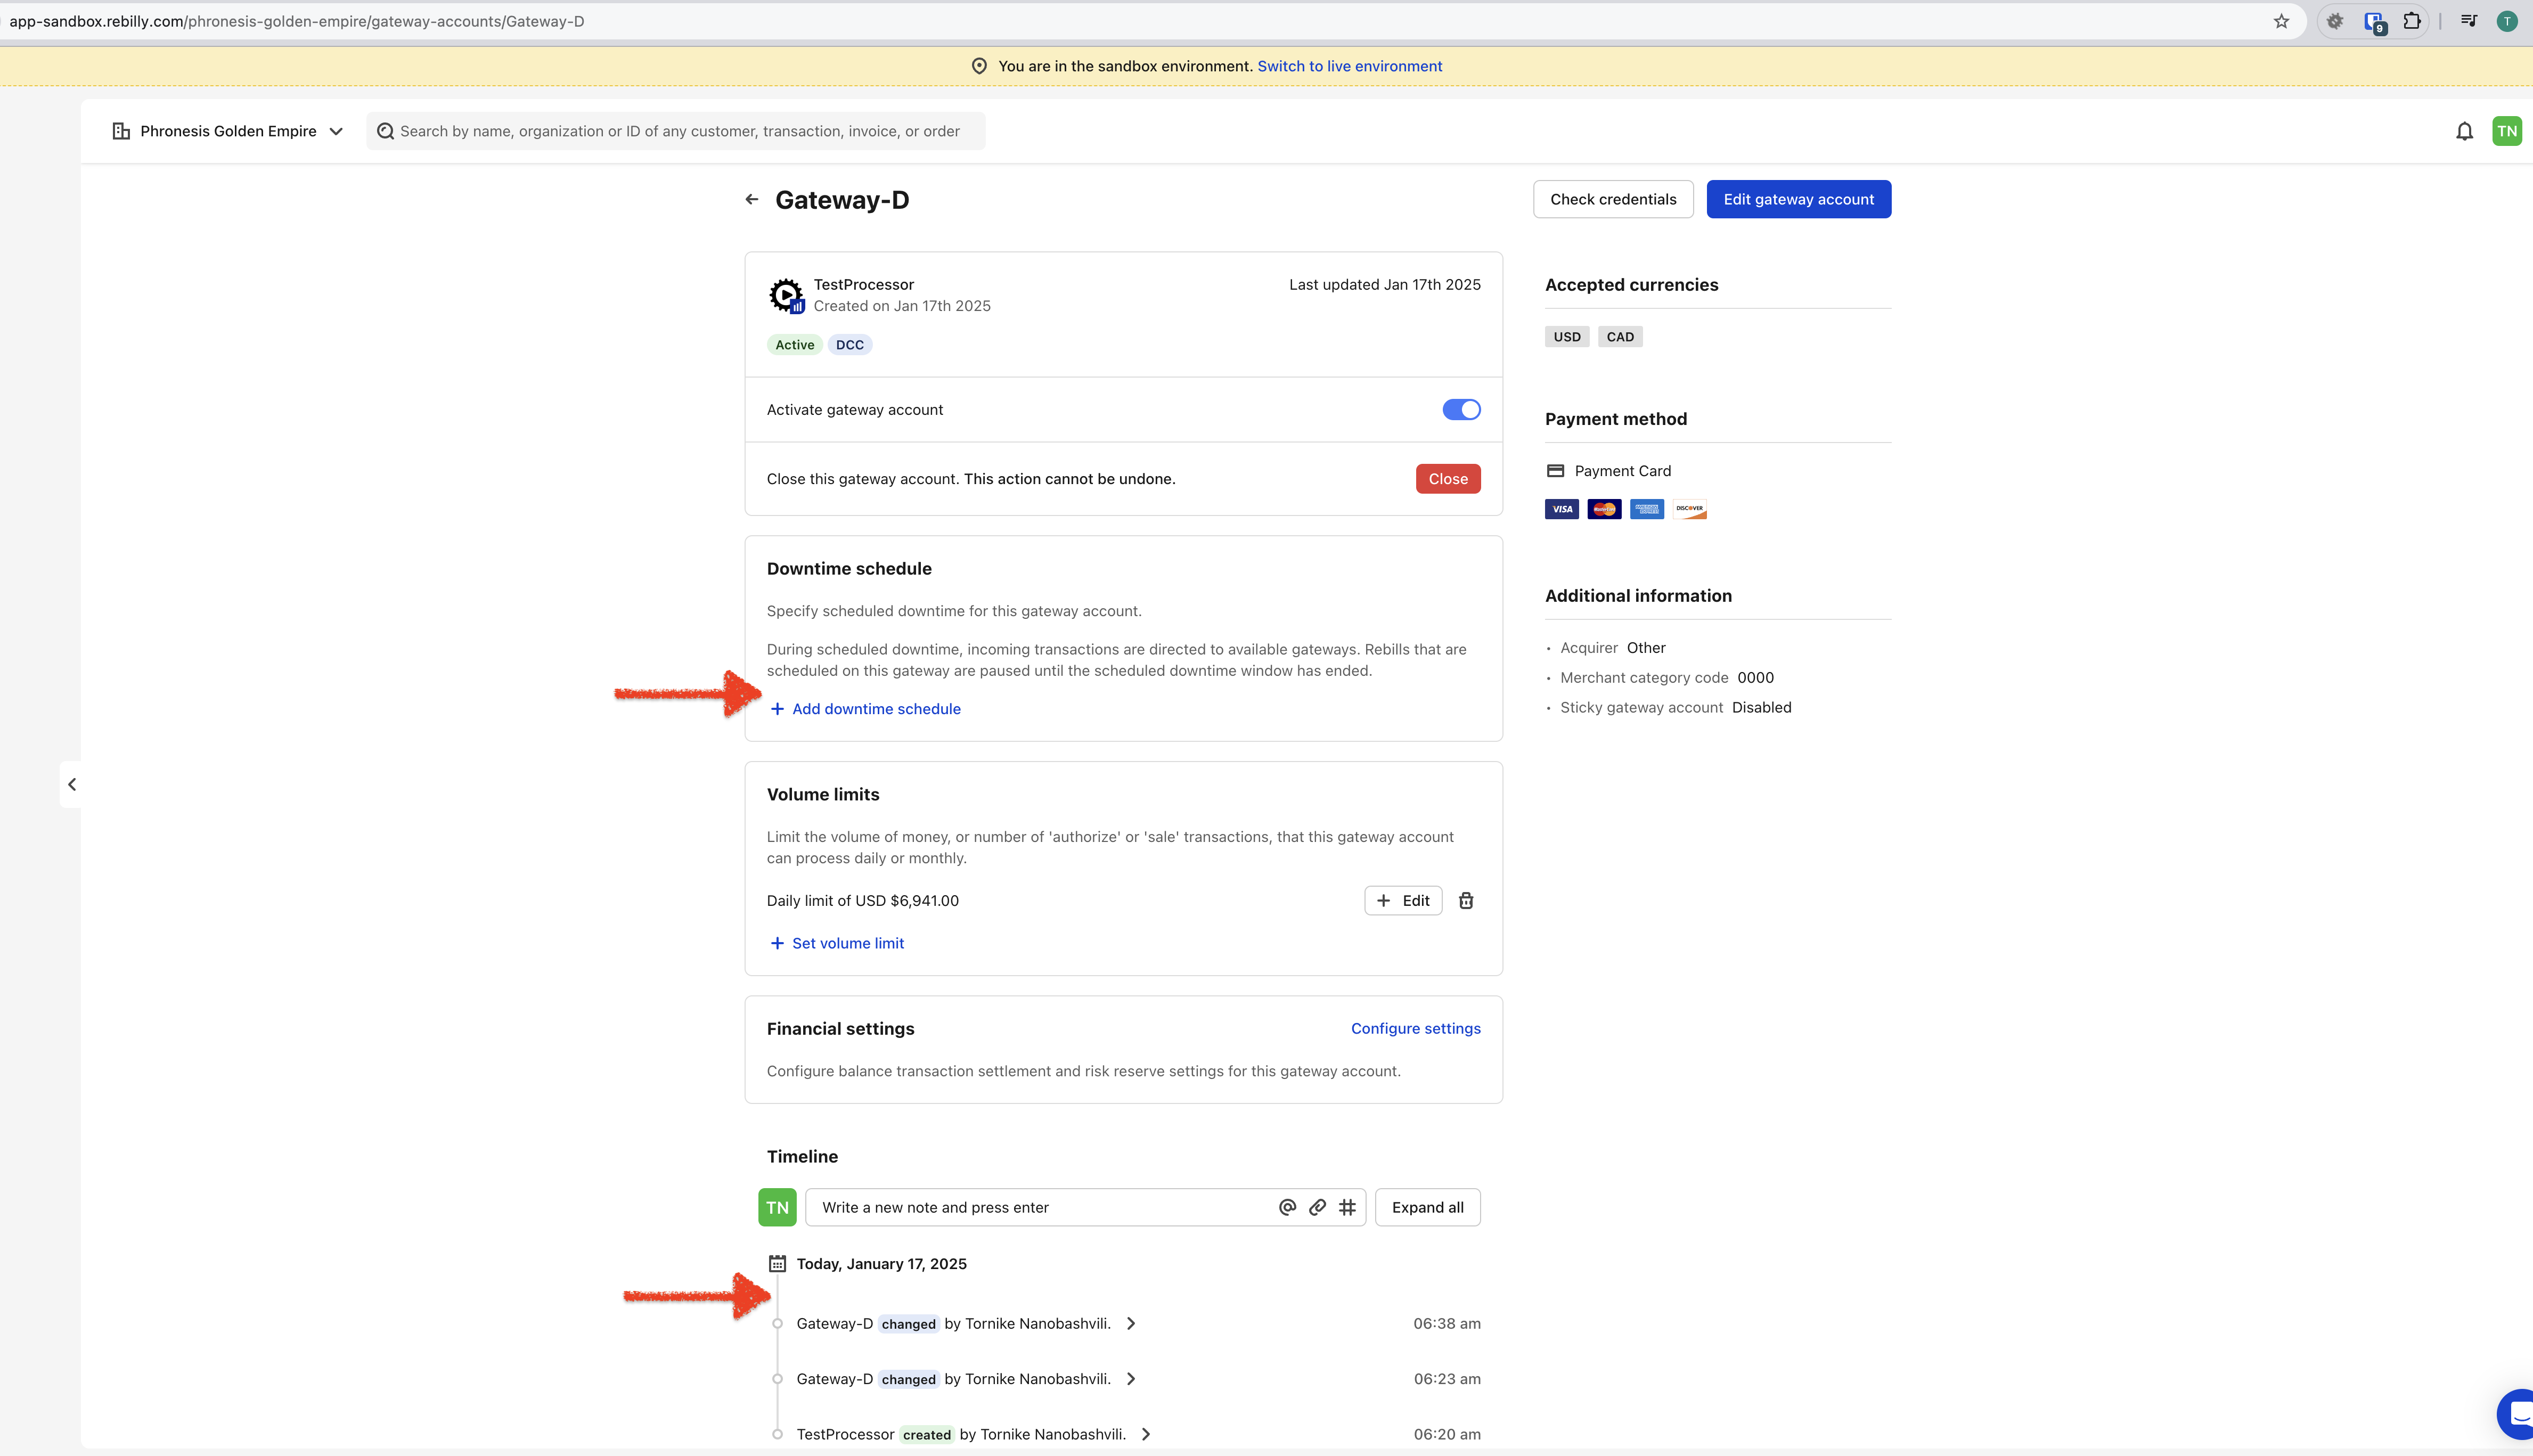 app-sandbox.rebilly.com/phronesis-golden-empire/gateway-accounts/Gateway-D
9
T
You are in the sandbox environment. Switch to live environment
Phronesis Golden Empire
Search by name, organization or ID of any customer, transaction, invoice, or order
TN
Gateway-D
Check credentials
Edit gateway account
TestProcessor
Last updated Jan 17th 2025
Created on Jan 17th 2025
Active DCC
Activate gateway account
Close this gateway account. This action cannot be undone.
Close
Downtime schedule
Specify scheduled downtime for this gateway account.
During scheduled downtime, incoming transactions are directed to available gateways. Rebills that are
scheduled on this gateway are paused until the scheduled downtime window has ended.
+ Add downtime schedule
Volume limits
Limit the volume of money, or number of 'authorize' or 'sale' transactions, that this gateway account
can process daily or monthly.
Daily limit of USD $6,941.00
+ Edit
+ Set volume limit
Financial settings
Configure settings
Configure balance transaction settlement and risk reserve settings for this gateway account.
Timeline
TN
Write a new note and press enter
Expand all
Today, January 17, 2025
Gateway-D changed by Tornike Nanobashvili.
06:38 am
Gateway-D changed by Tornike Nanobashvili.
06:23 am
TestProcessor created by Tornike Nanobashvili.
06:20 am
Accepted currencies
USD CAD
Payment method
Payment Card
VISA MasterCard AMERICAN EXPRESS DISCOVER
Additional information
• Acquirer Other
• Merchant category code 0000
• Sticky gateway account Disabled